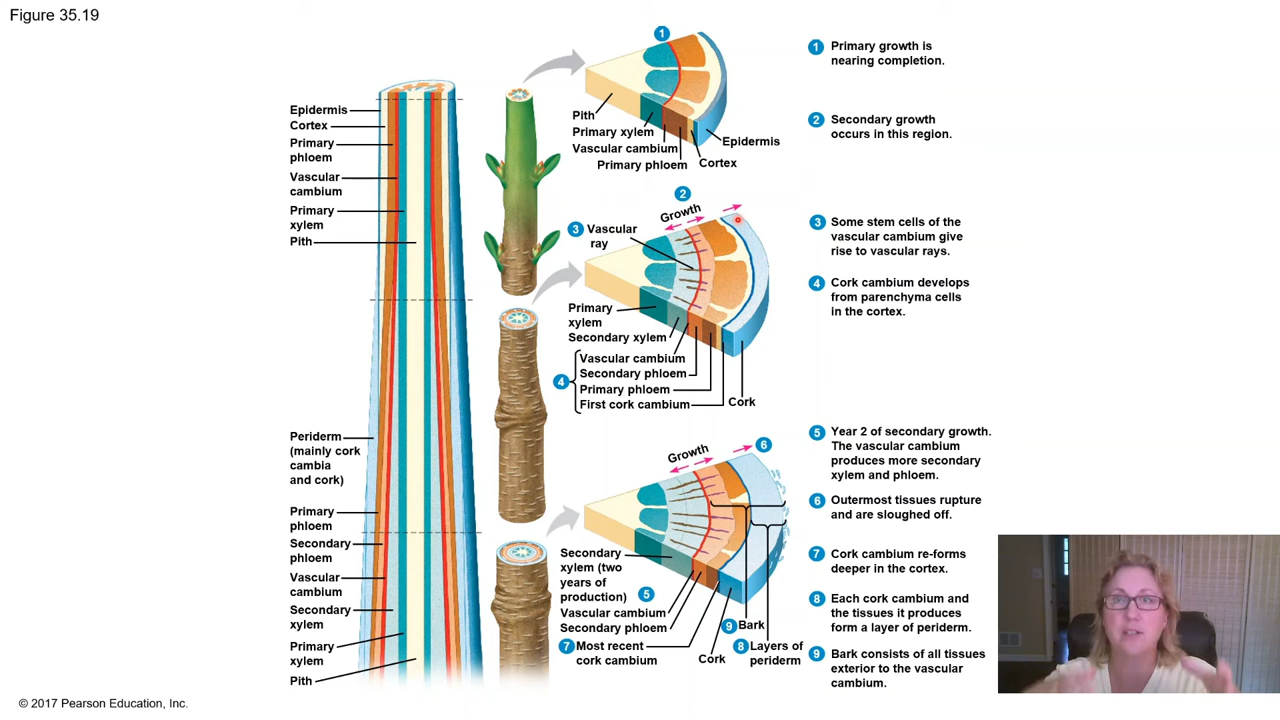 Figure 35.19
Epidermis
Cortex
Primary
phloem
Vascular
cambium
Primary
xylem
Pith
Periderm
(mainly cork
cambia
and cork)
Primary
phloem
Secondary
phloem
Vascular
cambium
Secondary
xylem
Primary
xylem
Pith
1
Pith
Primary xylem
Vascular cambium
Primary phloem
Cortex
Epidermis
2
Growth
3 Vascular
ray
Primary
xylem
Secondary xylem
4
Vascular cambium
Secondary phloem
Primary phloem
First cork cambium
Cork
Growth
6
Secondary
xylem (two
years of
production)
5
Vascular cambium
Secondary phloem
7 Most recent
cork cambium
Cork
9 Bark
8 Layers of
periderm
1 Primary growth is
nearing completion.
2 Secondary growth
occurs in this region.
3 Some stem cells of the
vascular cambium give
rise to vascular rays.
4 Cork cambium develops
from parenchyma cells
in the cortex.
5 Year 2 of secondary growth.
The vascular cambium
produces more secondary
xylem and phloem.
6 Outermost tissues rupture
and are sloughed off.
7 Cork cambium re-forms
deeper in the cortex.
8 Each cork cambium and
the tissues it produces
form a layer of periderm.
9 Bark consists of all tissues
exterior to the vascular
cambium.
© 2017 Pearson Education, Inc.